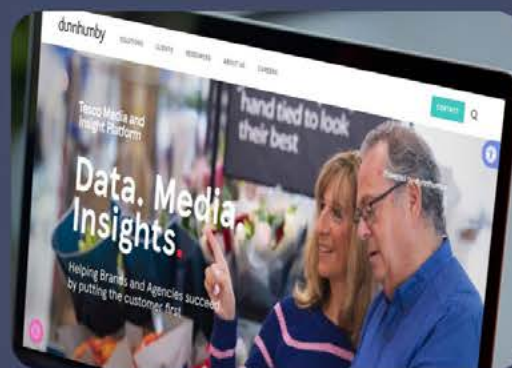 dunnhumby
SOLUTIONS CLIENTS RESOURCES ABOUT US CAREERS
CONTACT
Tesco Media and
Insight Platform
hand tied to look
their best
Data. Media.
Insights.
Helping Brands and Agencies succeed
by putting the customer first